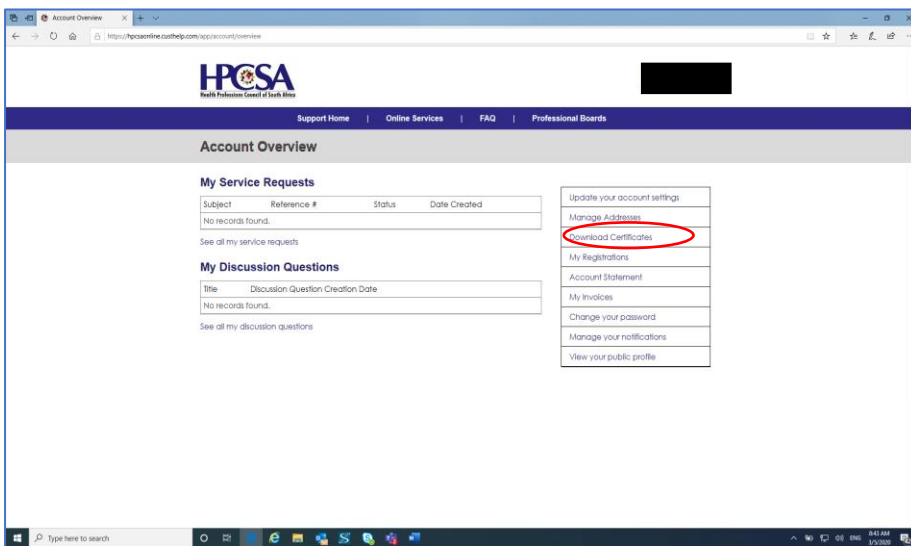 Account Overview
https://hpcsaonline.custhelp.com/app/account/overview
HPCSA
Health Professions Council of South Africa
Support Home | Online Services | FAQ | Professional Boards
Account Overview
My Service Requests
Subject Reference # Status Date Created
No records found.
See all my service requests
My Discussion Questions
Title Discussion Question Creation Date
No records found.
See all my discussion questions
Update your account settings
Manage Addresses
Download Certificates
My Registrations
Account Statement
My Invoices
Change your password
Manage your notifications
View your public profile
Type here to search
ENG
8:43 AM
1/5/2020